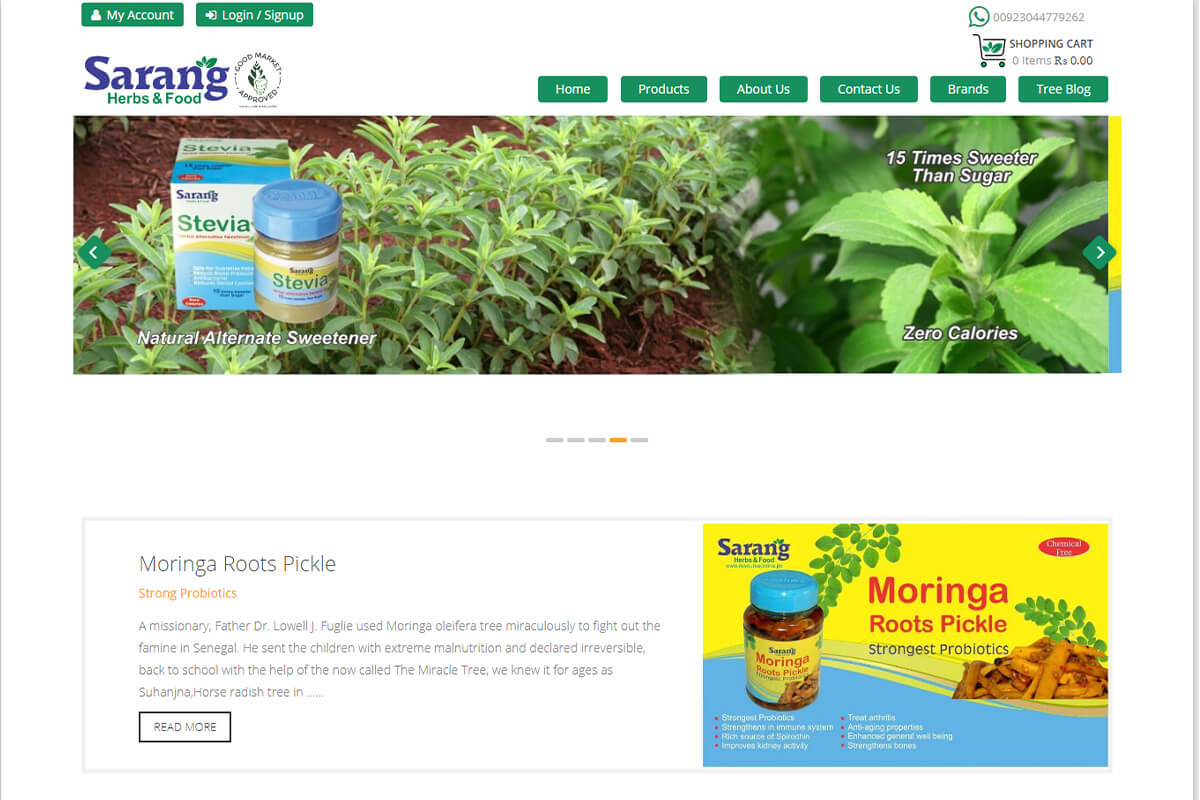 My Account
Login / Signup
00923044779262
SHOPPING CART
0 Items Rs 0.00
Sarang
Herbs & Food
GOOD MARKET
APPROVED
Home
Products
About Us
Contact Us
Brands
Tree Blog
Stevia
Sarang
Stevia
Sarang
Stevia
15 Times Sweeter
Than Sugar
Natural Alternate Sweetener
Zero Calories
Moringa Roots Pickle
Strong Probiotics
A missionary, Father Dr. Lowell J. Fuglie used Moringa oleifera tree miraculously to fight out the
famine in Senegal. He sent the children with extreme malnutrition and declared irreversible,
back to school with the help of the now called The Miracle Tree, we knew it for ages as
Suhanjna,Horse radish tree in ......
READ MORE
Sarang
Herbs & Food
Chemical
Free
Moringa
Roots Pickle
Strongest Probiotics
Sarang
Moringa
Roots Pickle
Strongest Probiotics
Strengthens in immune system
Rich source of Spirochin
Improves kidney activity
Treat arthritis
Anti-aging properties
Enhanced general well being
Strengthens bones